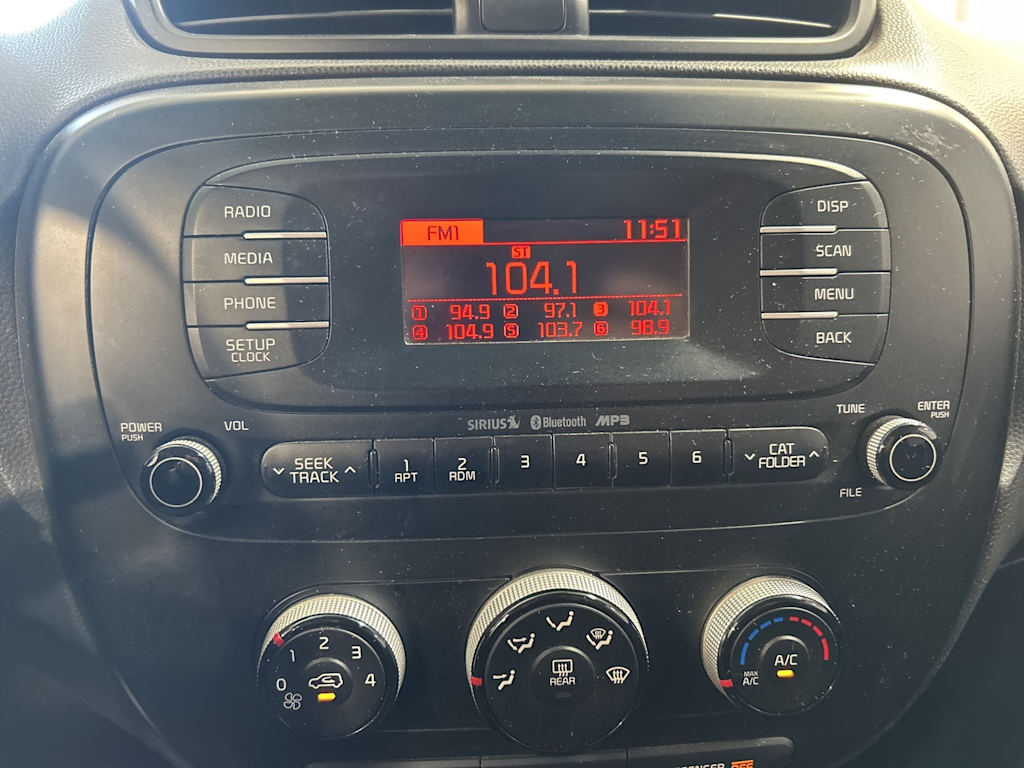 RADIO
MEDIA
PHONE
SETUP
CLOCK
FM1 11:51
ST
104.1
1 94.9 2 97.1 3 104.1
4 104.9 5 103.7 6 98.9
DISP
SCAN
MENU
BACK
POWER
PUSH
VOL
SIRIUS Bluetooth MP3
TUNE
ENTER
PUSH
SEEK
TRACK
1
RPT
2
RDM
3
4
5
6
CAT
FOLDER
FILE
0 1 2 3 4
REAR
A/C
MAX
A/C
OFF